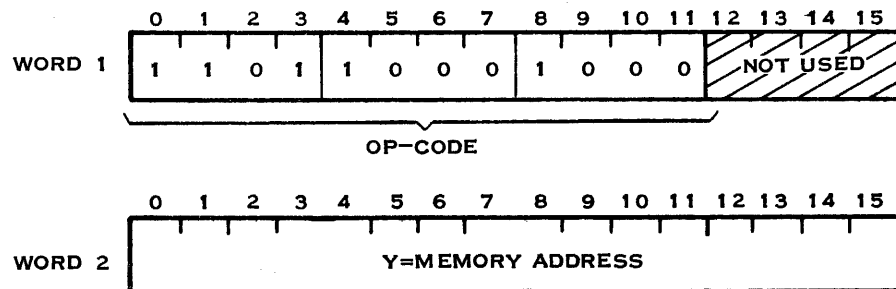 0 1 2 3 4 5 6 7 8 9 10 11 12 13 14 15
WORD 1 1 1 0 1 1 0 0 0 1 0 0 0 NOT USED
OP-CODE
0 1 2 3 4 5 6 7 8 9 10 11 12 13 14 15
WORD 2 Y=MEMORY ADDRESS